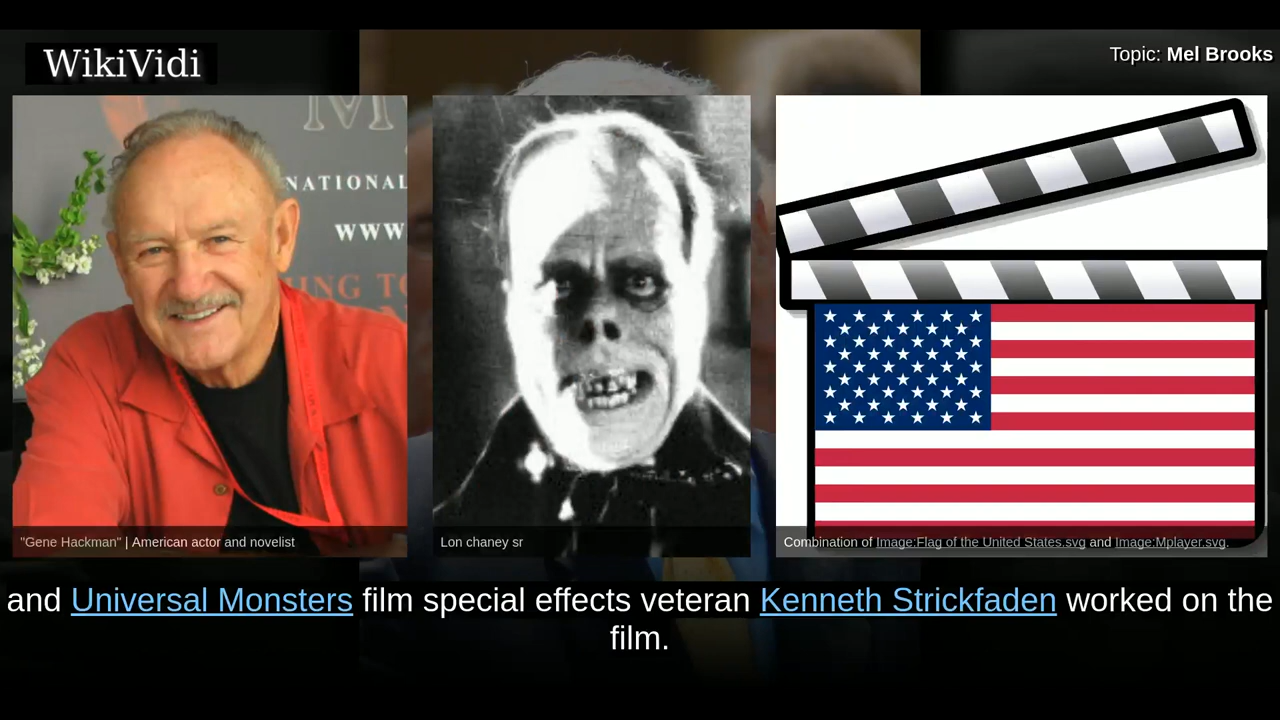 WikiVidi
Topic: Mel Brooks
NATIONAL
WWW
"Gene Hackman" | American actor and novelist
Lon chaney sr
Combination of Image:Flag of the United States.svg and Image:Mplayer.svg.
and Universal Monsters film special effects veteran Kenneth Strickfaden worked on the
film.